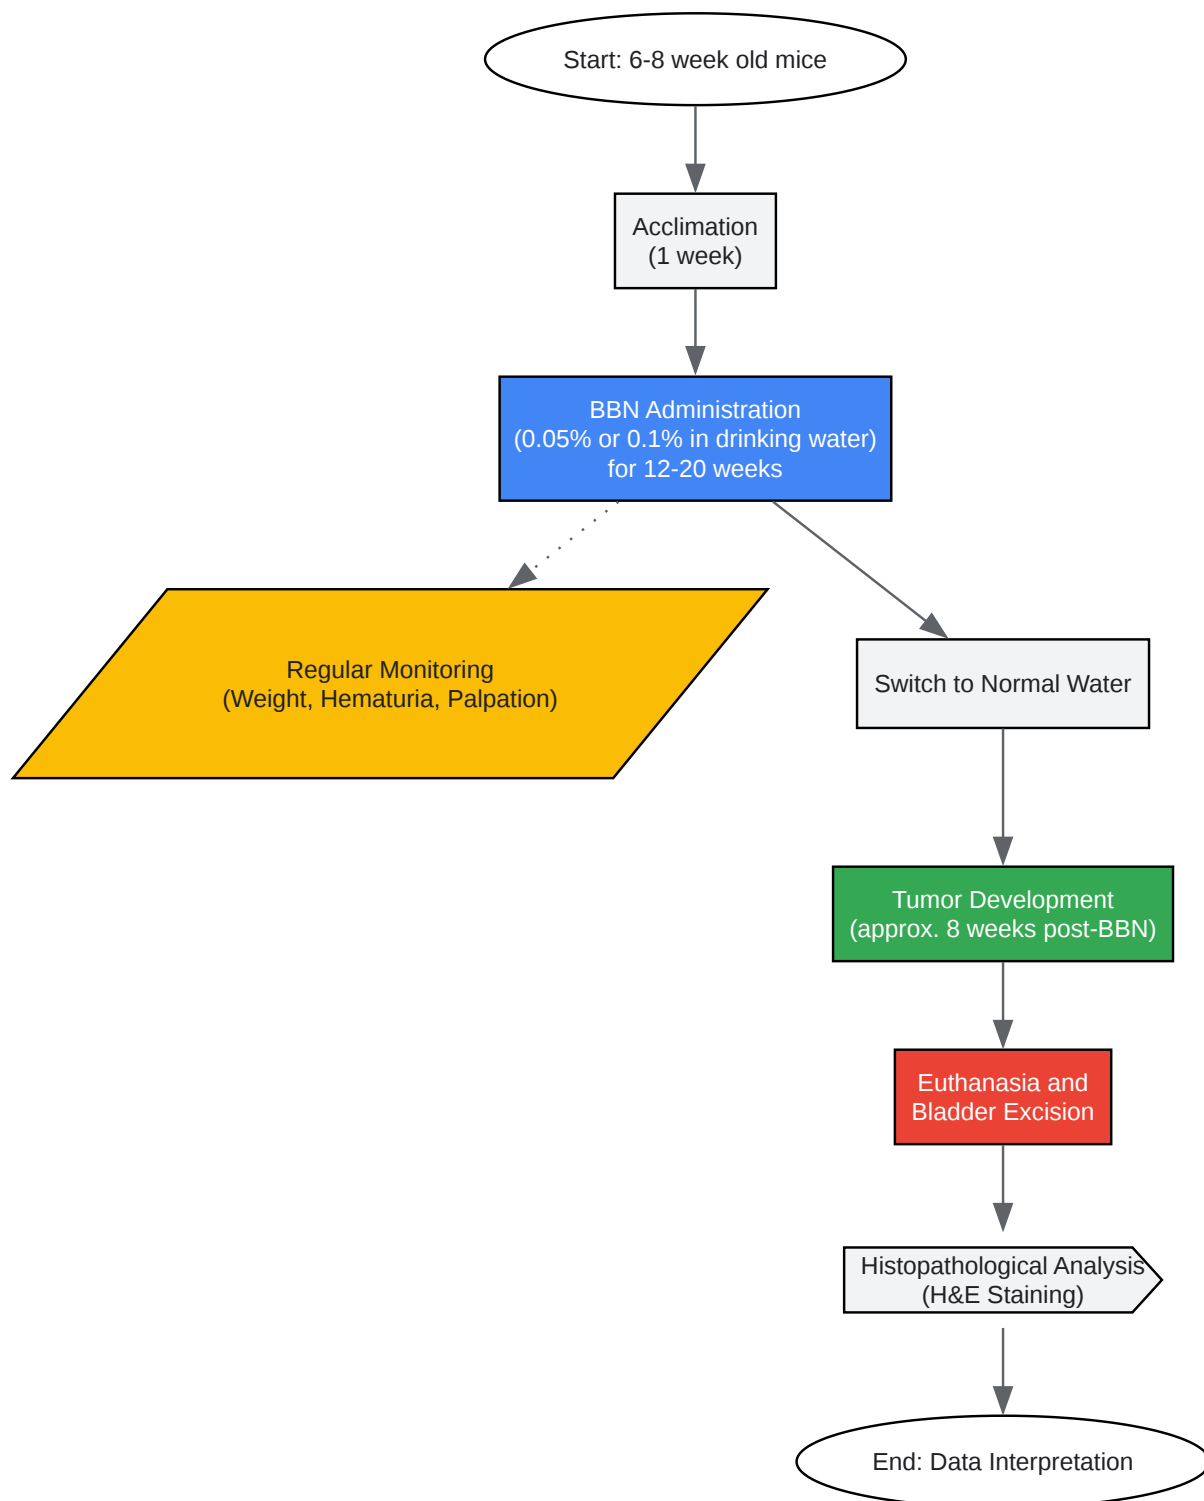 Start: 6-8 week old mice
Acclimation
(1 week)
BBN Administration
(0.05% or 0.1% in drinking water)
for 12-20 weeks
Regular Monitoring
(Weight, Hematuria, Palpation)
Switch to Normal Water
Tumor Development
(approx. 8 weeks post-BBN)
Euthanasia and
Bladder Excision
Histopathological Analysis
(H&E Staining)
End: Data Interpretation